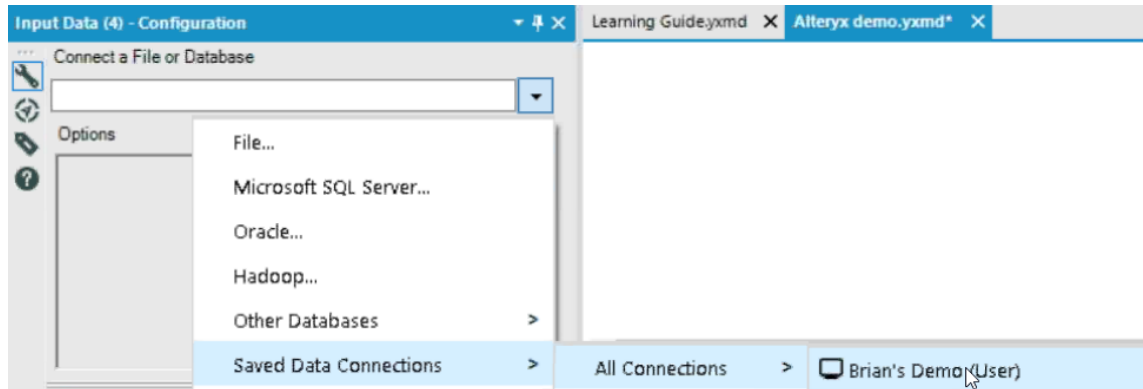 Input Data (4) - Configuration
Learning Guide.yxmd
Alteryx demo.yxmd*
Connect a File or Database
Options
File...
Microsoft SQL Server...
Oracle...
Hadoop...
Other Databases >
Saved Data Connections >
All Connections >
Brian's Demo (User)